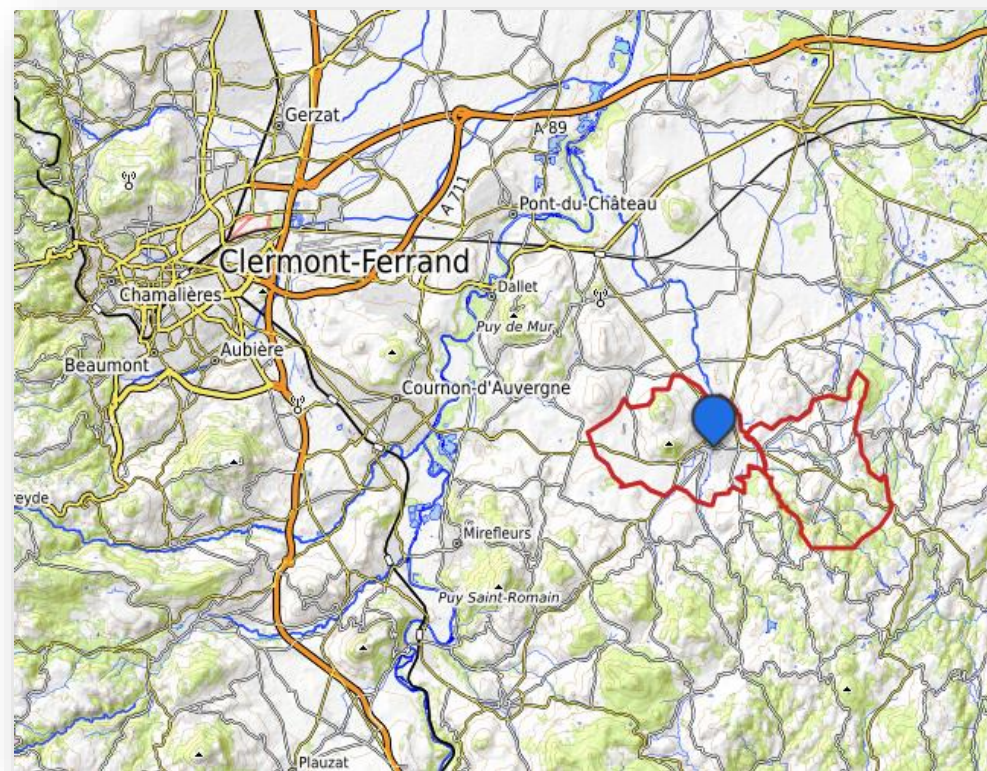 Gerzat
A 89
A 711
Pont-du-Château
Clermont-Ferrand
Dallet
Chamalières
Puy de Mur
Aubière
Beaumont
Cournon-d'Auvergne
eyde
Mirefleurs
Puy Saint-Romain
Plauzat